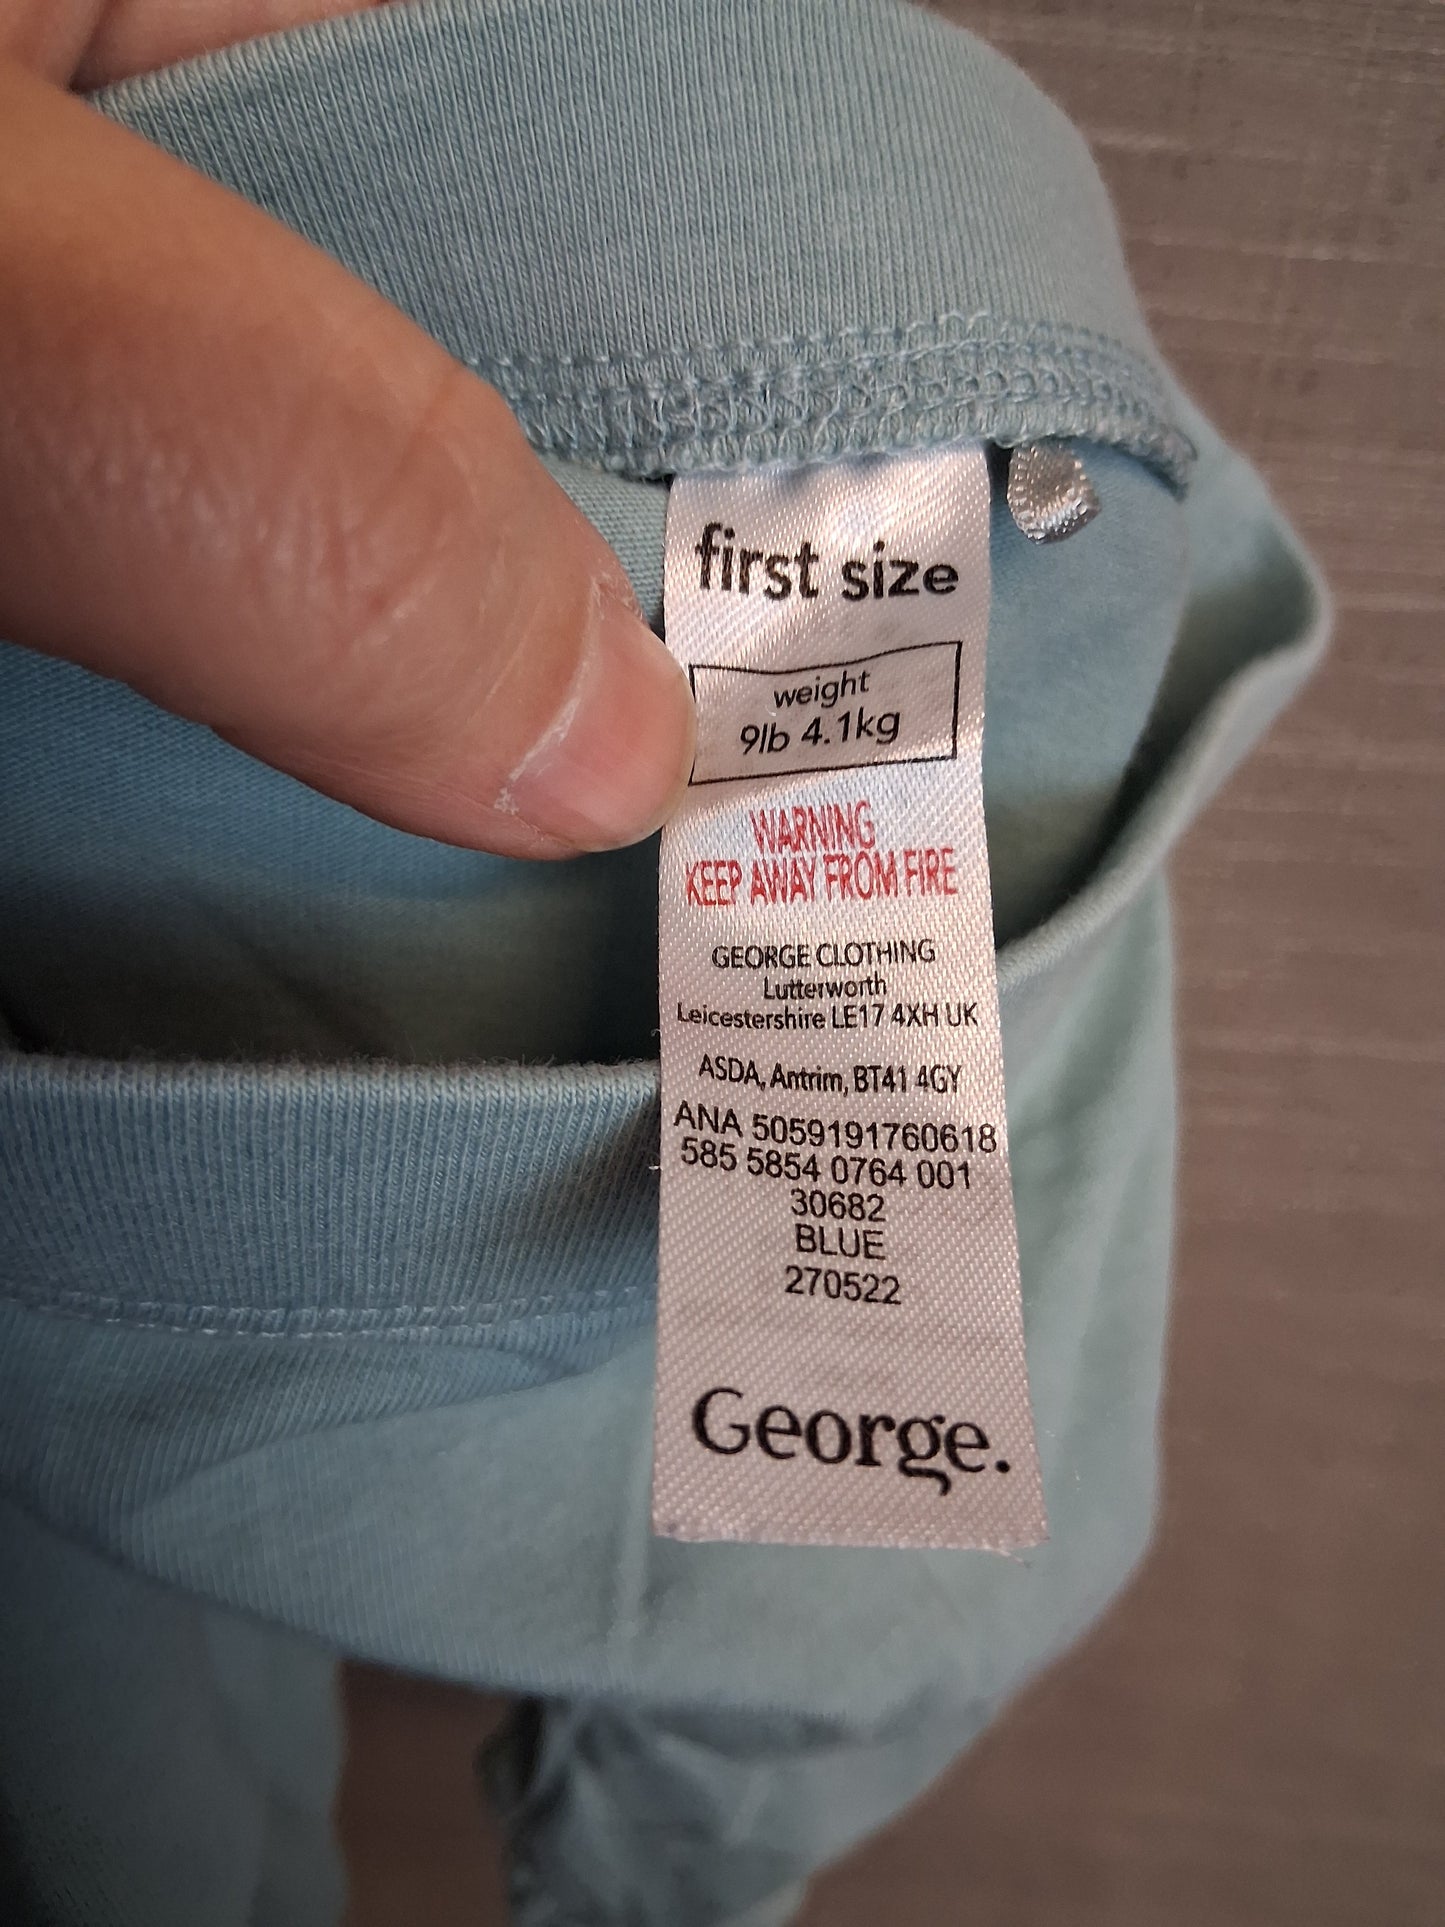 first size
weight
9lb 4.1kg
WARNING
KEEP AWAY FROM FIRE
GEORGE CLOTHING
Lutterworth
Leicestershire LE17 4XH UK
ASDA, Antrim, BT41 4GY
ANA 5059191760618
585 5854 0764 001
30682
BLUE
270522
George.